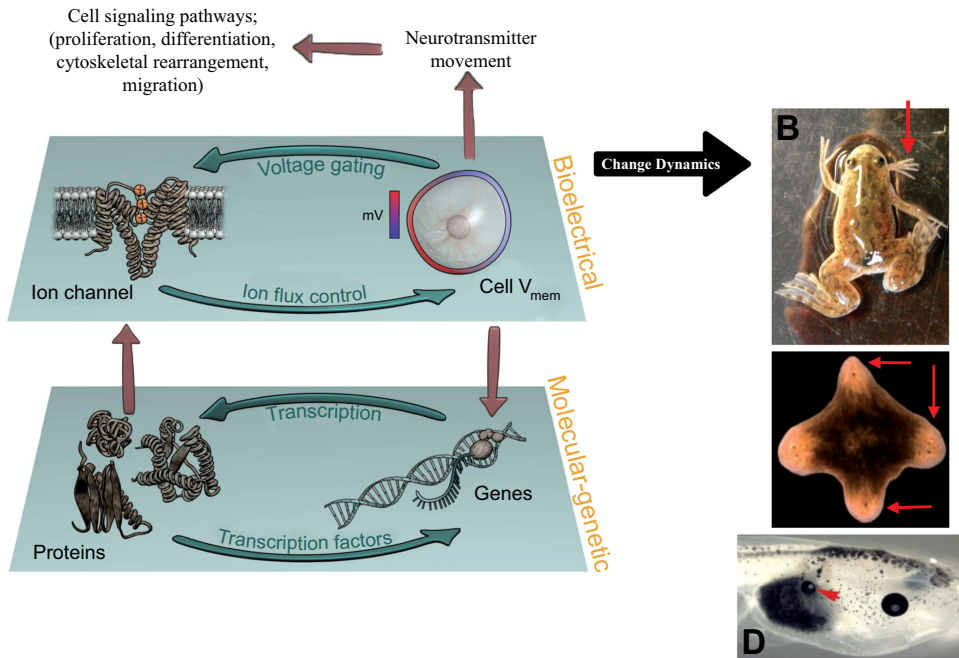 Cell signaling pathways;
(proliferation, differentiation,
cytoskeletal rearrangement,
migration)
Neurotransmitter
movement
Voltage gating
mV
Ion channel
Ion flux control
Cell Vmem
Bioelectrical
Change Dynamics
Transcription
Genes
Proteins
Transcription factors
Molecular-genetic
B
D